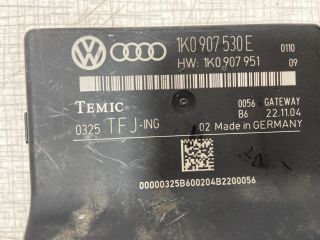 1K0 907 530 E 0110
HW: 1K0 907 951 09
TEMIC
0056 GATEWAY
B6 22.11.04
0325 TFJ-ING 02 Made in GERMANY
00000325B600204B2200056